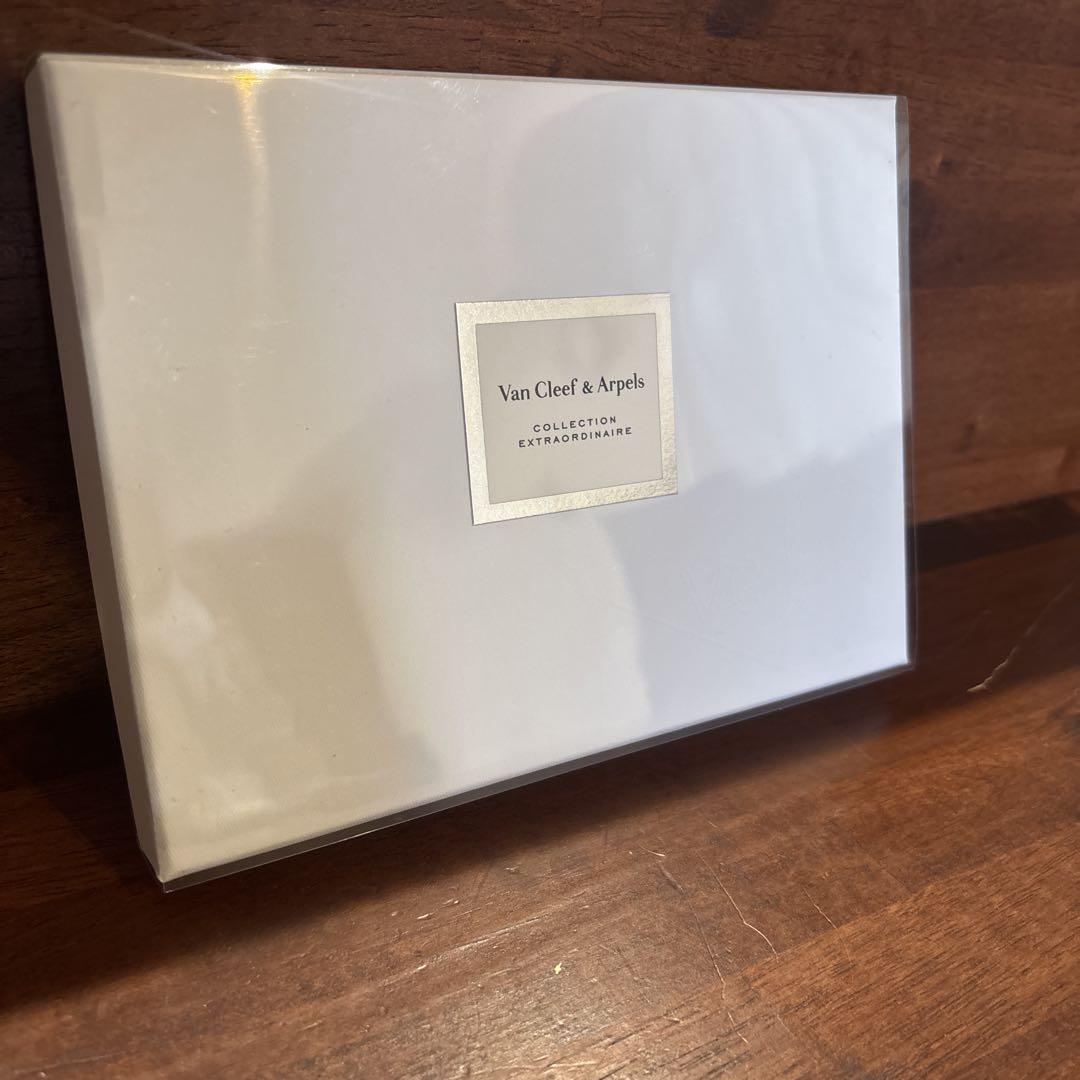 Van Cleef & Arpels
COLLECTION
EXTRAORDINAIRE